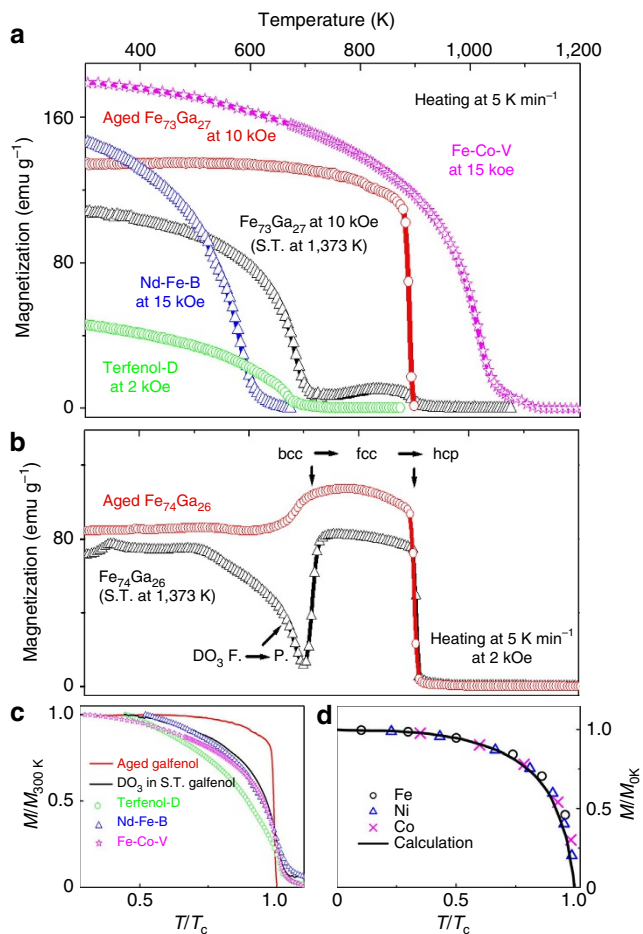 Temperature (K)
a
400 600 800 1,000 1,200
Heating at 5 K min⁻¹
Aged Fe₇₃Ga₂₇
at 10 kOe
Fe-Co-V
at 15 koe
Fe₇₃Ga₂₇ at 10 kOe
(S.T. at 1,373 K)
Nd-Fe-B
at 15 kOe
Terfenol-D
at 2 kOe
Magnetization (emu g⁻¹)
160
80
0
b
bcc fcc hcp
Aged Fe₇₄Ga₂₆
Fe₇₄Ga₂₆
(S.T. at 1,373 K)
DO₃ F. P.
Heating at 5 K min⁻¹
at 2 kOe
Magnetization (emu g⁻¹)
80
0
c
Aged galfenol
DO₃ in S.T. galfenol
Terfenol-D
Nd-Fe-B
Fe-Co-V
M/M₃₀₀ K
1.0
0.5
0
0.5 1.0
T/Tc
d
Fe
Ni
Co
Calculation
M/M₀K
1.0
0.5
0
0 0.5 1.0
T/Tc